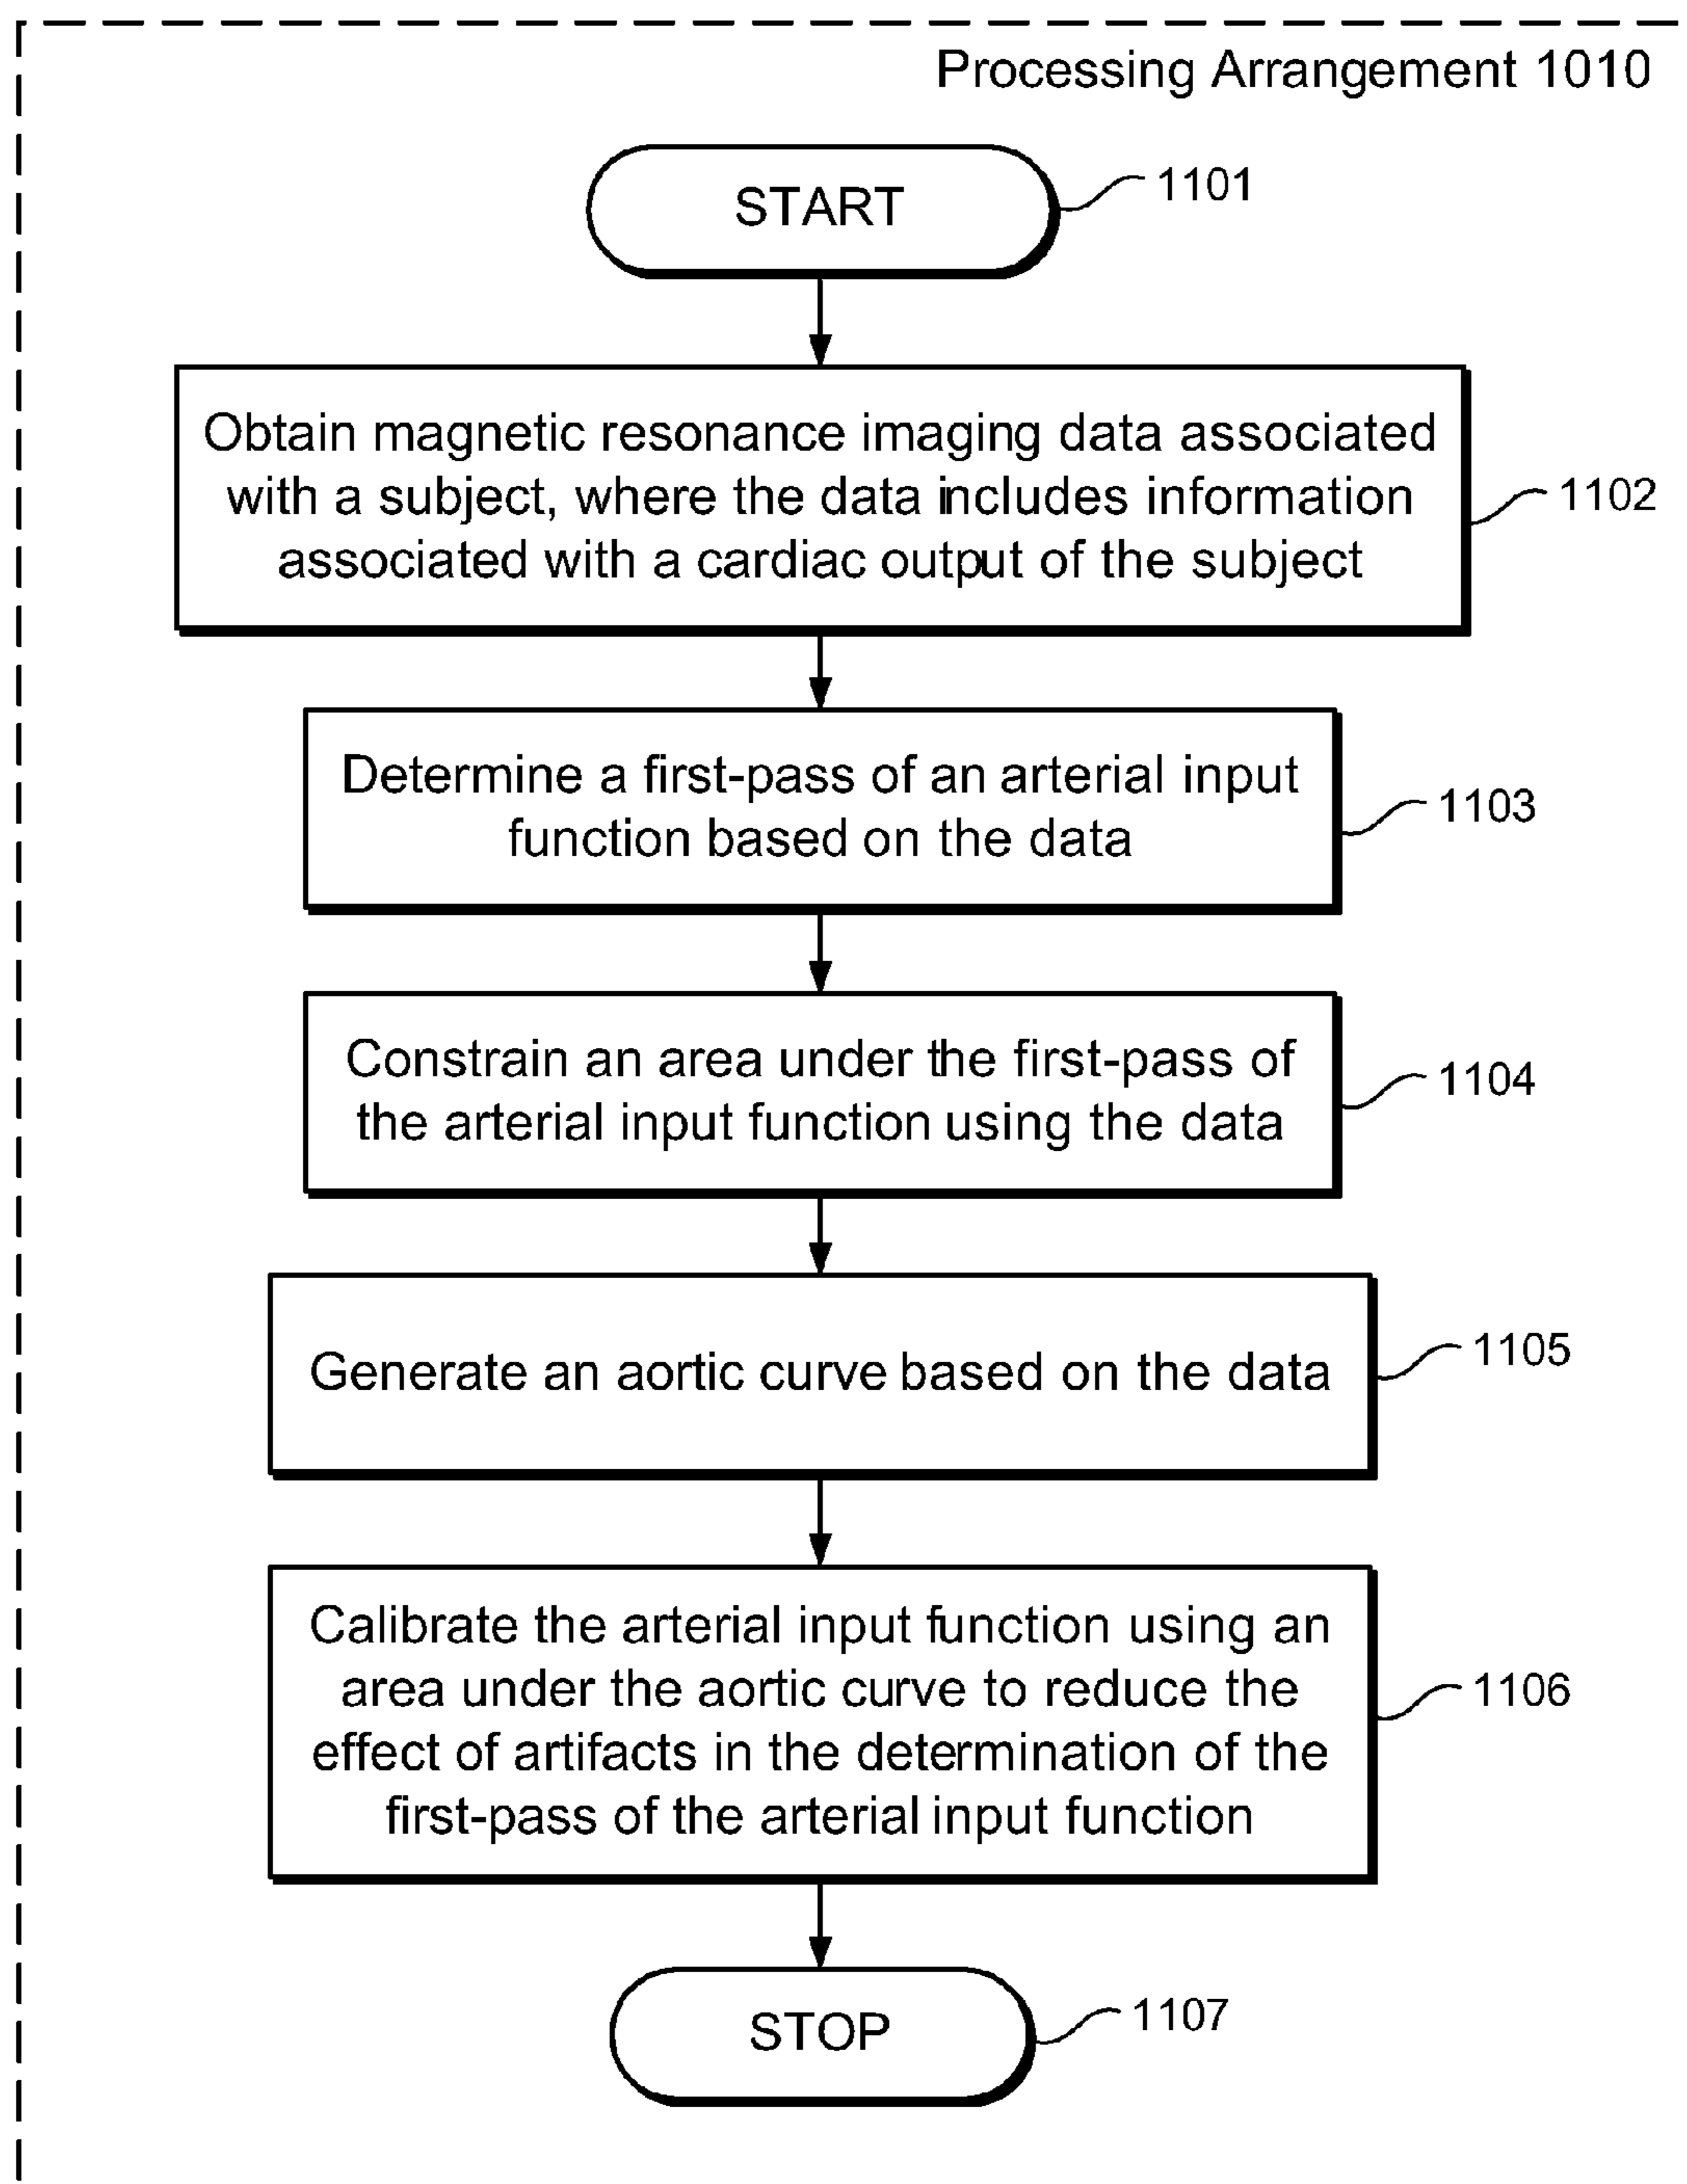 Processing Arrangement 1010
START
1101
Obtain magnetic resonance imaging data associated
with a subject, where the data includes information
associated with a cardiac output of the subject
1102
Determine a first-pass of an arterial input
function based on the data
1103
Constrain an area under the first-pass of
the arterial input function using the data
1104
Generate an aortic curve based on the data
1105
Calibrate the arterial input function using an
area under the aortic curve to reduce the
effect of artifacts in the determination of the
first-pass of the arterial input function
1106
STOP
1107